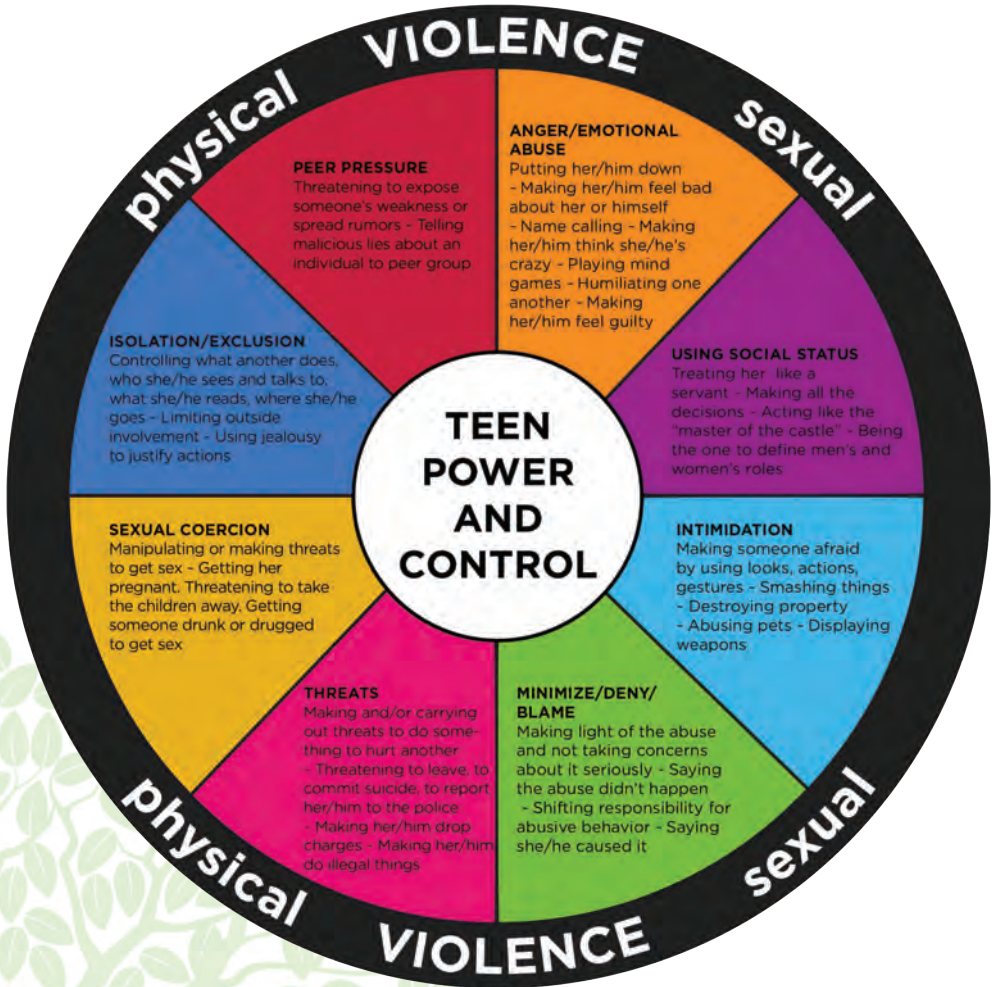 physical VIOLENCE sexual
PEER PRESSURE
Threatening to expose
someone's weakness or
spread rumors - Telling
malicious lies about an
individual to peer group
ANGER/EMOTIONAL
ABUSE
Putting her/him down
- Making her/him feel bad
about her or himself
- Name calling - Making
her/him think she/he's
crazy - Playing mind
games - Humiliating one
another - Making
her/him feel guilty
USING SOCIAL STATUS
Treating her like a
servant - Making all the
decisions - Acting like the
"master of the castle" - Being
the one to define men's and
women's roles
INTIMIDATION
Making someone afraid
by using looks, actions,
gestures - Smashing things
- Destroying property
- Abusing pets - Displaying
weapons
MINIMIZE/DENY/
BLAME
Making light of the abuse
and not taking concerns
about it seriously - Saying
the abuse didn't happen
- Shifting responsibility for
abusive behavior - Saying
she/he caused it
THREATS
Making and/or carrying
out threats to do some-
thing to hurt another
- Threatening to leave, to
commit suicide, to report
her/him to the police
- Making her/him drop
charges - Making her/him
do illegal things
SEXUAL COERCION
Manipulating or making threats
to get sex - Getting her
pregnant. Threatening to take
the children away, Getting
someone drunk or drugged
to get sex
ISOLATION/EXCLUSION
Controlling what another does,
who she/he sees and talks to,
what she/he reads, where she/he
goes - Limiting outside
involvement - Using jealousy
to justify actions
TEEN
POWER
AND
CONTROL
physical VIOLENCE sexual